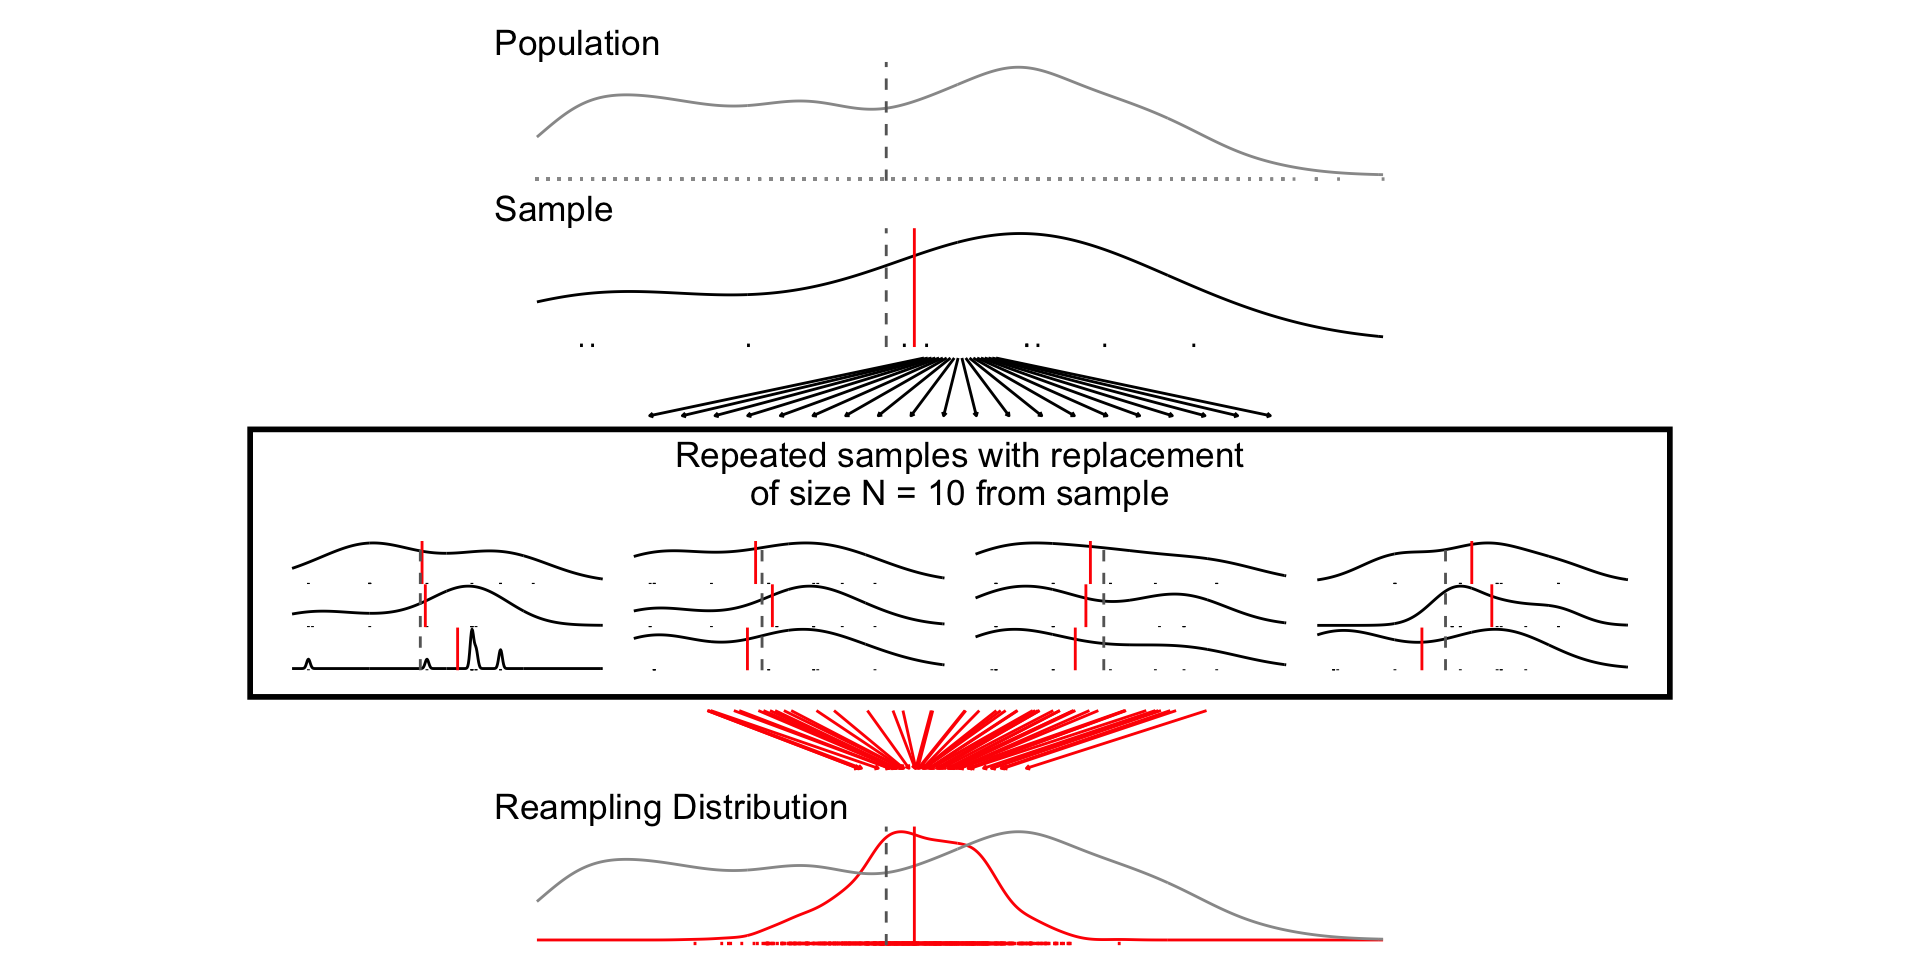 Population
Sample
Repeated samples with replacement
of size N = 10 from sample
Reampling Distribution